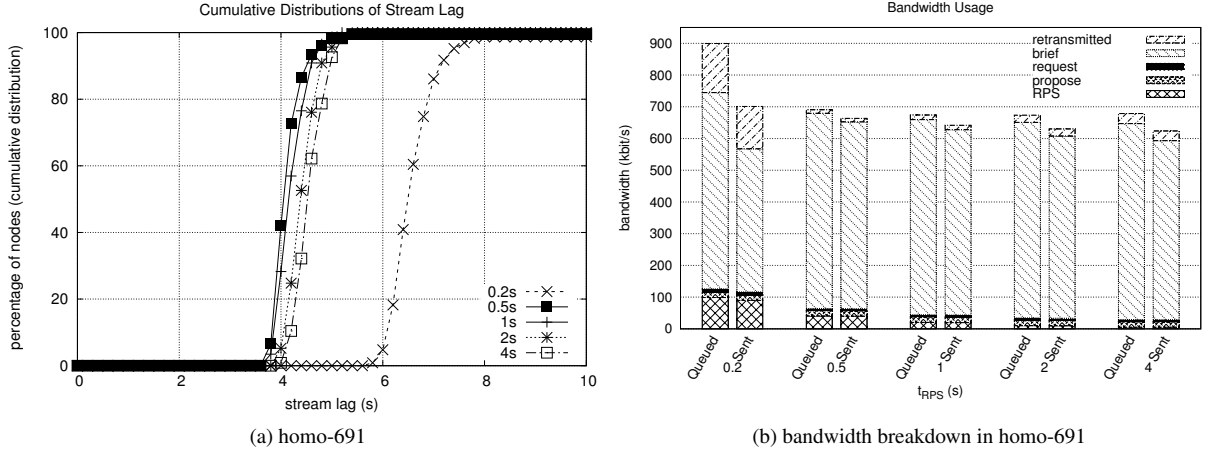 Cumulative Distributions of Stream Lag
percentage of nodes (cumulative distribution)
100
80
60
40
20
0
0 2 4 6 8 10
stream lag (s)
0.2s
0.5s
1s
2s
4s
(a) homo-691
Bandwidth Usage
bandwidth (kbit/s)
900
800
700
600
500
400
300
200
100
0
retransmitted
brief
request
propose
RPS
Queued Sent Queued Sent Queued Sent Queued Sent Queued Sent
0.2 0.5 1 2 4
tRPS (s)
(b) bandwidth breakdown in homo-691